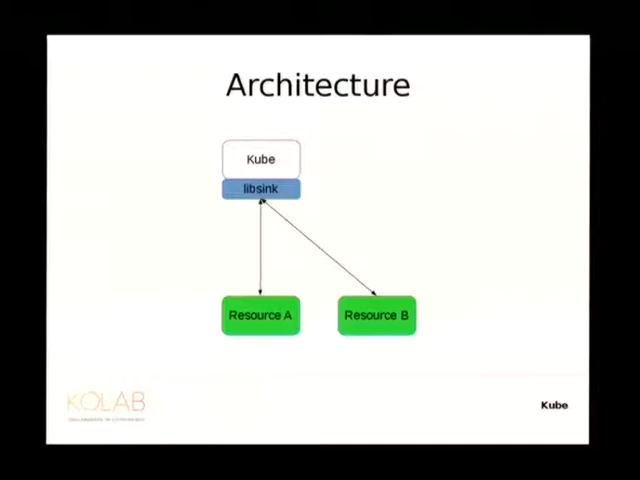 Architecture
Kube
libsink
Resource A
Resource B
KOLAB
Kube